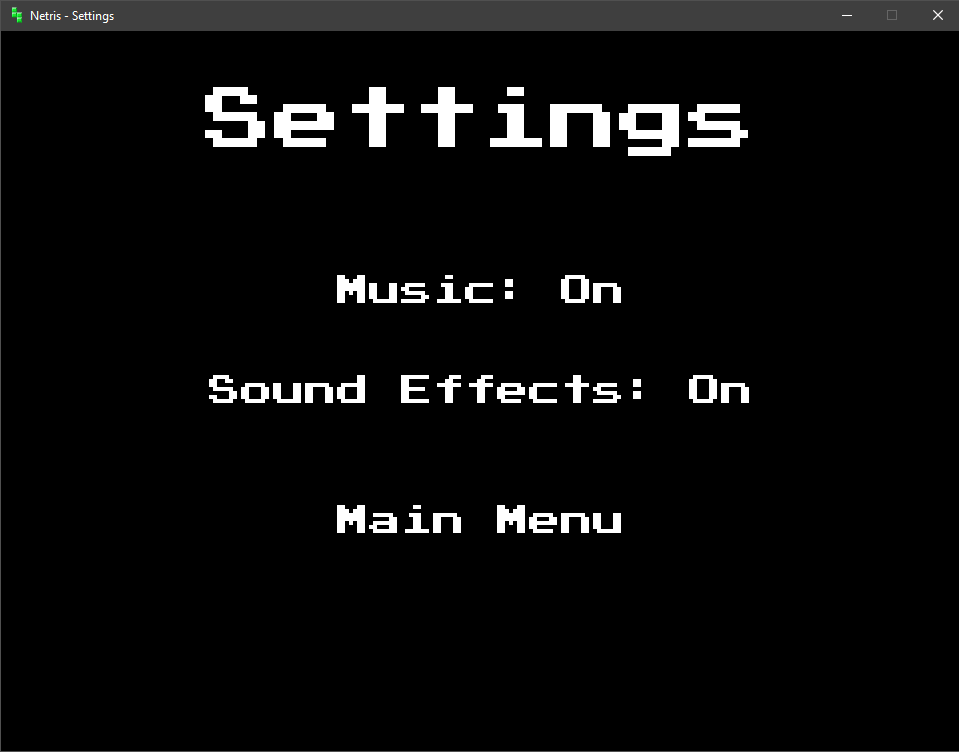 Netris - Settings
Settings
Music: On
Sound Effects: On
Main Menu